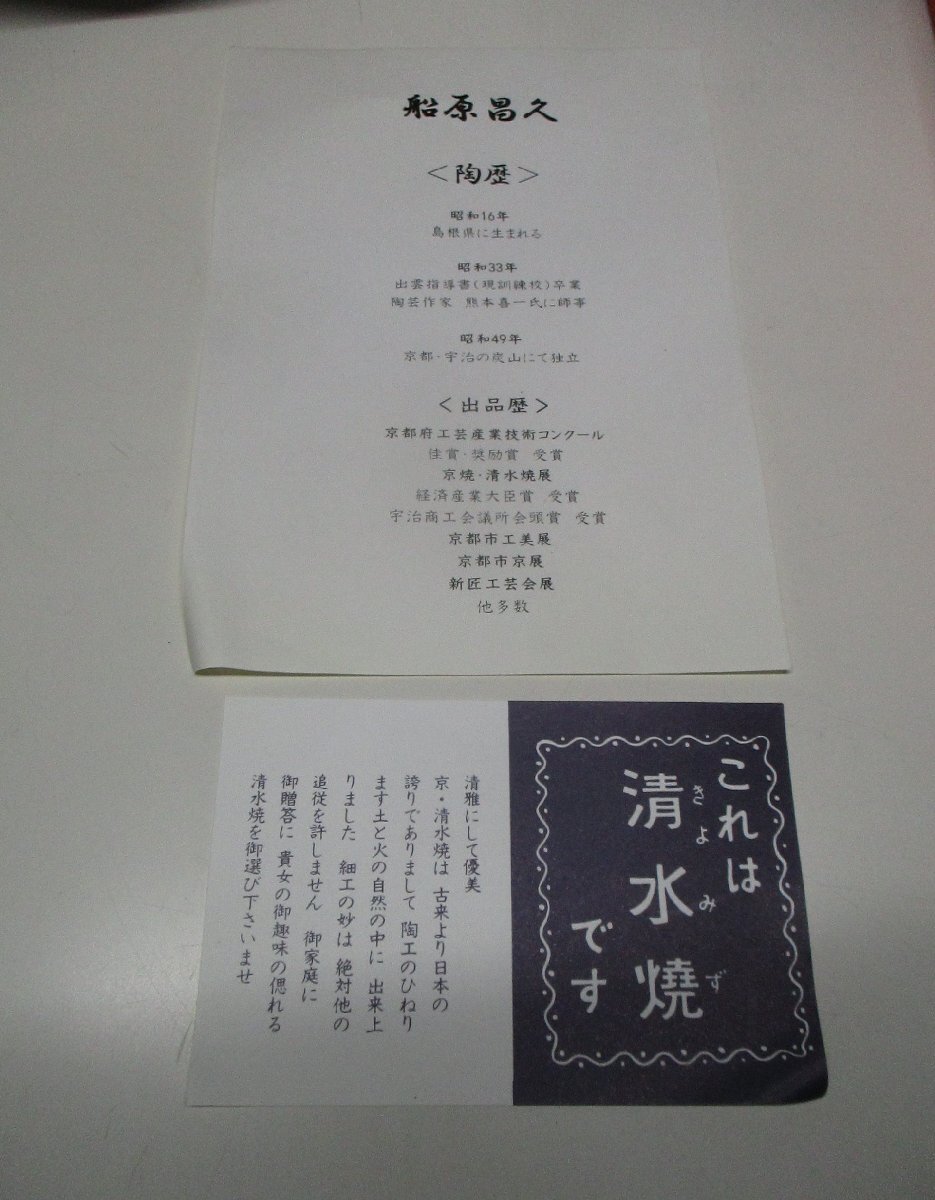 船原昌久
＜陶歴＞
昭和16年
島根県に生まれる
昭和33年
出雲指導書(現訓練校)卒業
陶芸作家　熊本喜一氏に師事
昭和49年
京都・宇治の炭山にて独立
＜出品歴＞
京都府工芸産業技術コンクール
佳賞・奨励賞　受賞
京焼・清水焼展
経済産業大臣賞　受賞
宇治商工会議所会頭賞　受賞
京都市工美展
京都市京展
新匠工芸会展
他多数
これは
清水焼
きよみず
です
清雅にして優美
京・清水焼は 古来より日本の
誇りでありまして 陶工のひねり
ます土と火の自然の中に 出来上
りました　細工の妙は 絶対他の
追従を許しません　御家庭に
御贈答に 貴女の御趣味の偲れる
清水焼を御選び下さいませ